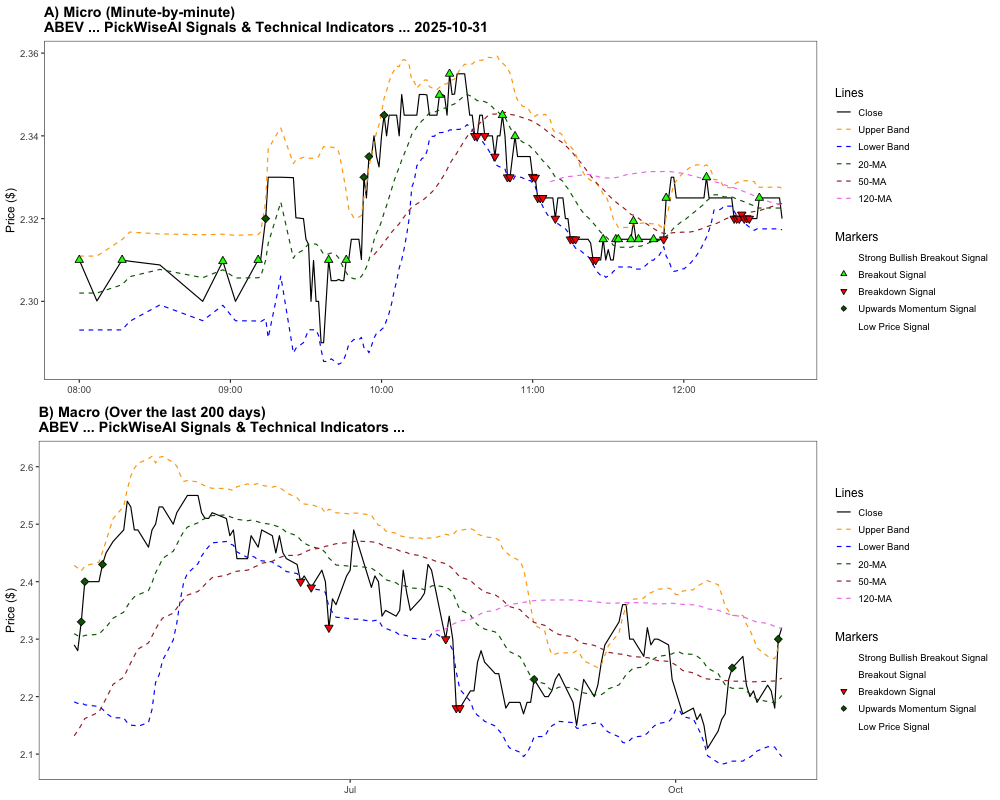 A) Micro (Minute-by-minute)
ABEV ... PickWiseAI Signals & Technical Indicators ... 2025-10-31
Price ($)
2.36
2.34
2.32
2.30
08:00
09:00
10:00
11:00
12:00
Lines
Close
Upper Band
Lower Band
20-MA
50-MA
120-MA
Markers
Strong Bullish Breakout Signal
Breakout Signal
Breakdown Signal
Upwards Momentum Signal
Low Price Signal
B) Macro (Over the last 200 days)
ABEV ... PickWiseAI Signals & Technical Indicators ...
Price ($)
2.6
2.5
2.4
2.3
2.2
2.1
Jul
Oct
Lines
Close
Upper Band
Lower Band
20-MA
50-MA
120-MA
Markers
Strong Bullish Breakout Signal
Breakout Signal
Breakdown Signal
Upwards Momentum Signal
Low Price Signal